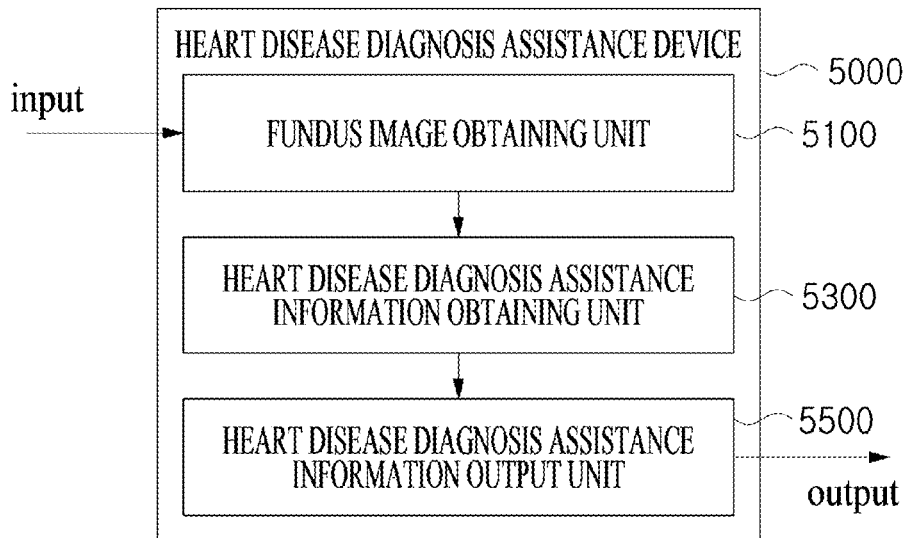 HEART DISEASE DIAGNOSIS ASSISTANCE DEVICE
5000
input
FUNDUS IMAGE OBTAINING UNIT
5100
HEART DISEASE DIAGNOSIS ASSISTANCE
INFORMATION OBTAINING UNIT
5300
HEART DISEASE DIAGNOSIS ASSISTANCE
INFORMATION OUTPUT UNIT
5500
output